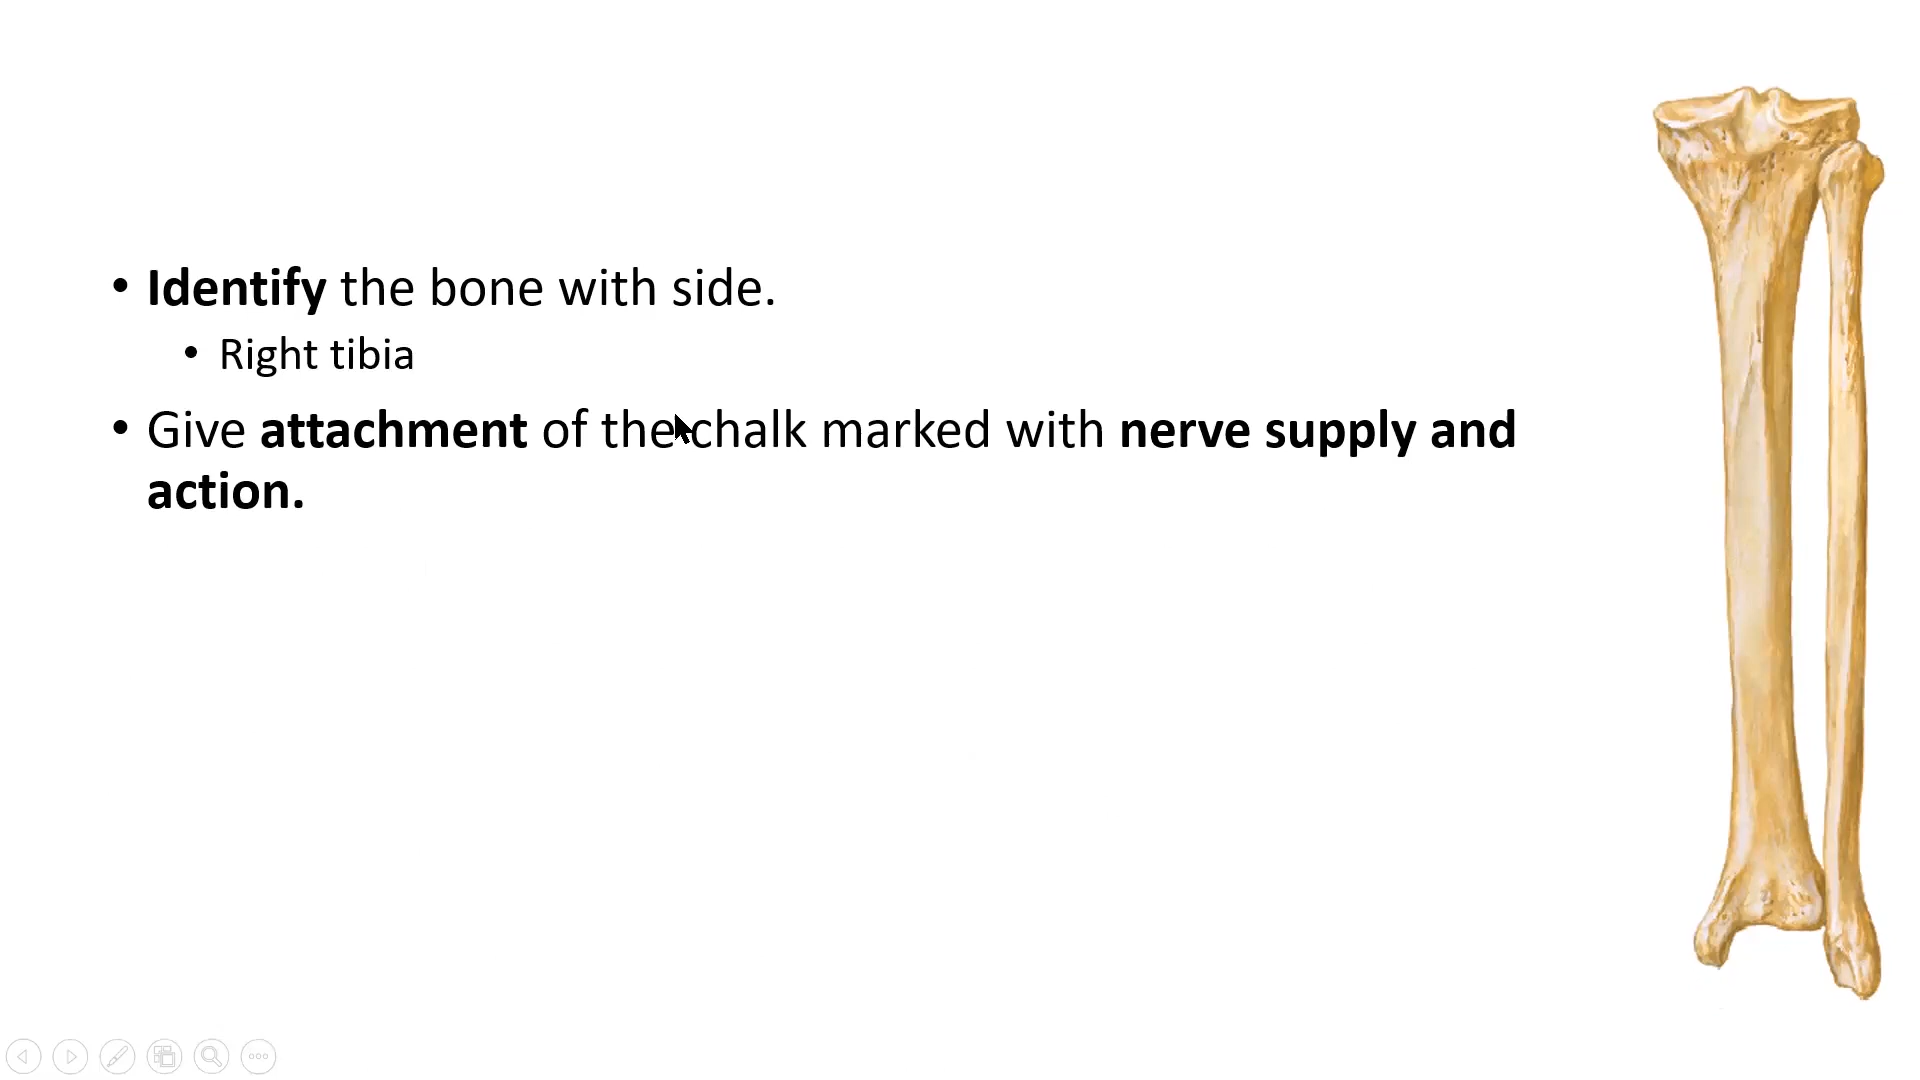 • Identify the bone with side.
• Right tibia
• Give attachment of the chalk marked with nerve supply and
action.